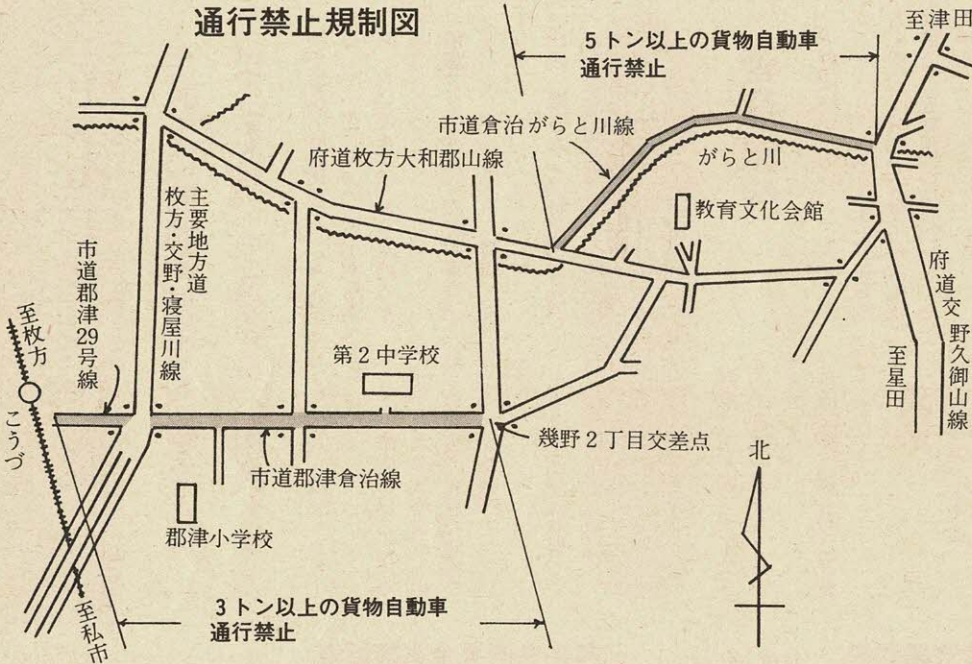 通行禁止規制図
至津田
5トン以上の貨物自動車
通行禁止
市道倉治がらと川線
がらと川
府道枚方大和郡山線
教育文化会館
主要地方道
枚方・交野・寝屋川線
市道郡津29号線
至枚方
こうづ
第2中学校
府道交野久御山線
至星田
幾野2丁目交差点
北
市道郡津倉治線
郡津小学校
3トン以上の貨物自動車
通行禁止
至私市